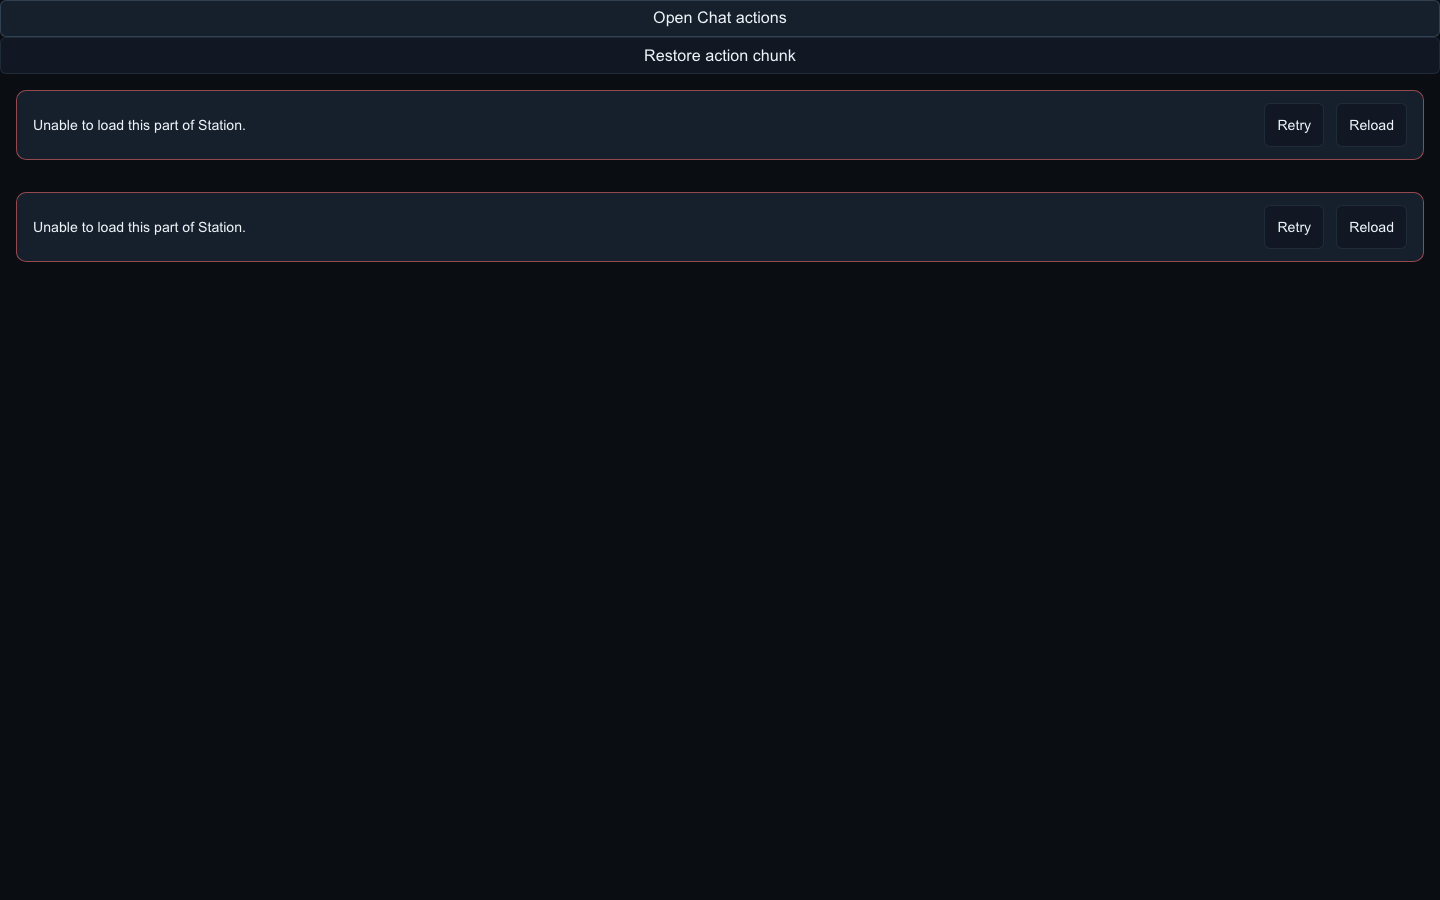 Open Chat actions
Restore action chunk
Unable to load this part of Station.
Retry
Reload
Unable to load this part of Station.
Retry
Reload